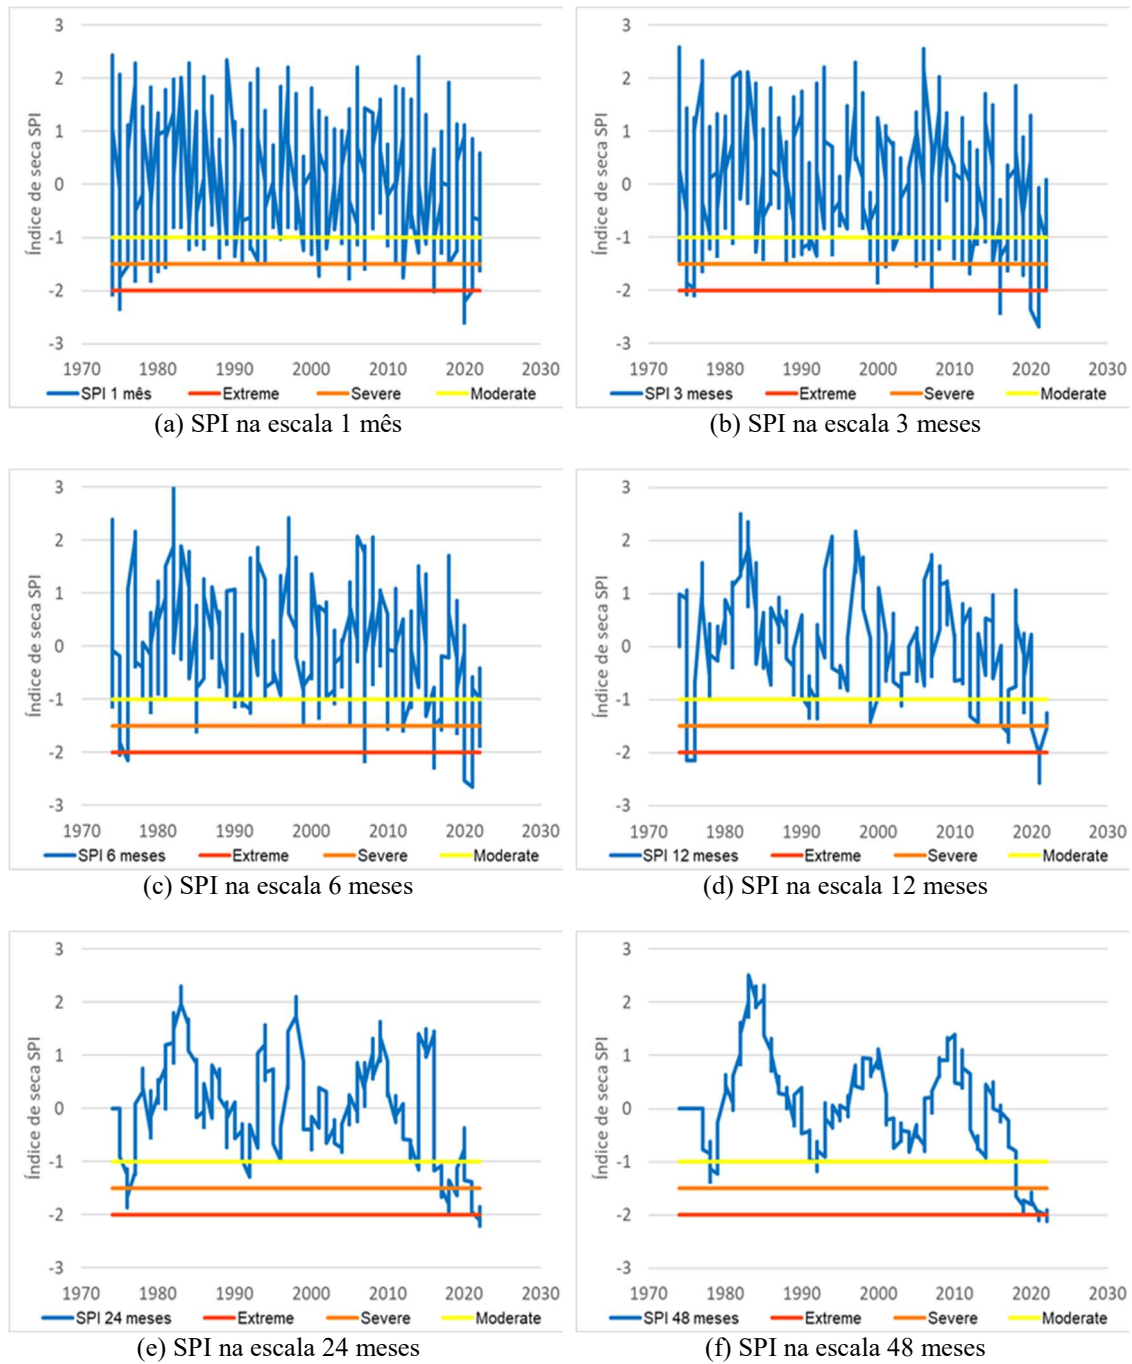 3
2
1
0
-1
-2
-3
Índice de seca SPI
1970 1980 1990 2000 2010 2020 2030
SPI 1 mês Extreme Severe Moderate
(a) SPI na escala 1 mês
3
2
1
0
-1
-2
-3
Índice de seca SPI
1970 1980 1990 2000 2010 2020 2030
SPI 3 meses Extreme Severe Moderate
(b) SPI na escala 3 meses
3
2
1
0
-1
-2
-3
Índice de seca SPI
1970 1980 1990 2000 2010 2020 2030
SPI 6 meses Extreme Severe Moderate
(c) SPI na escala 6 meses
3
2
1
0
-1
-2
-3
Índice de seca SPI
1970 1980 1990 2000 2010 2020 2030
SPI 12 meses Extreme Severe Moderate
(d) SPI na escala 12 meses
3
2
1
0
-1
-2
-3
Índice de seca SPI
1970 1980 1990 2000 2010 2020 2030
SPI 24 meses Extreme Severe Moderate
(e) SPI na escala 24 meses
3
2
1
0
-1
-2
-3
Índice de seca SPI
1970 1980 1990 2000 2010 2020 2030
SPI 48 meses Extreme Severe Moderate
(f) SPI na escala 48 meses